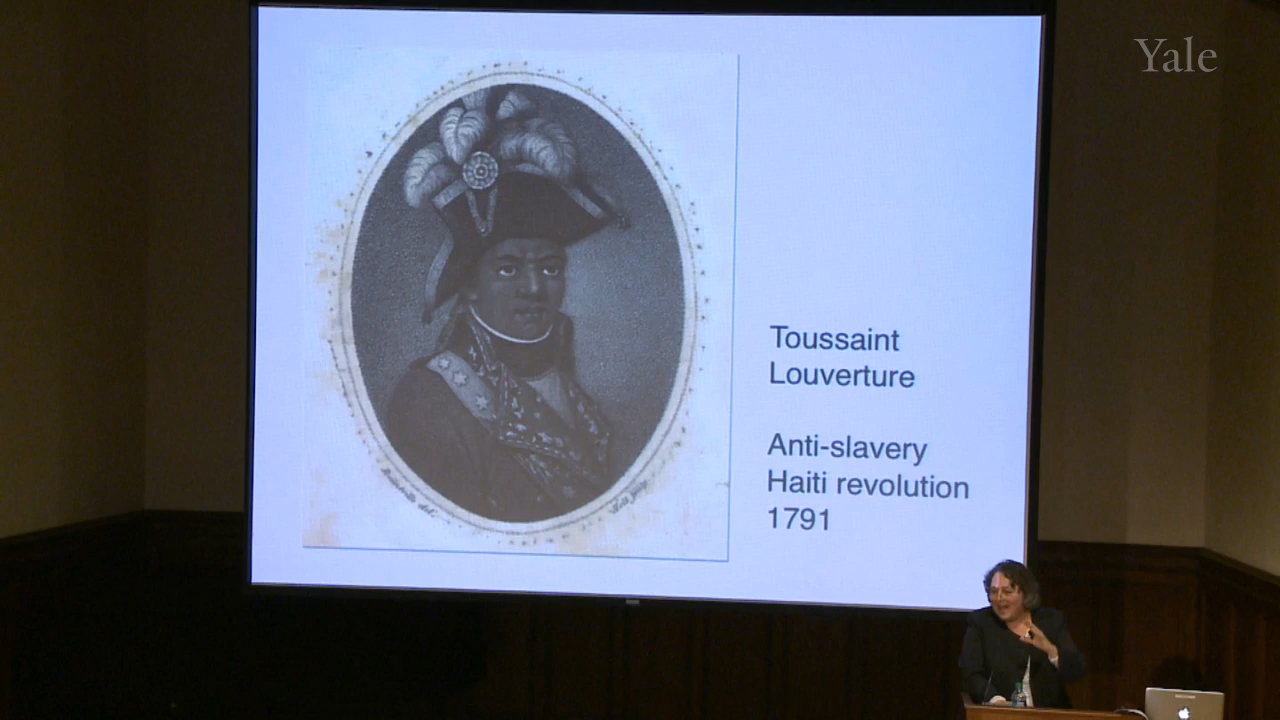 Yale
Toussaint
Louverture
Anti-slavery
Haiti revolution
1791